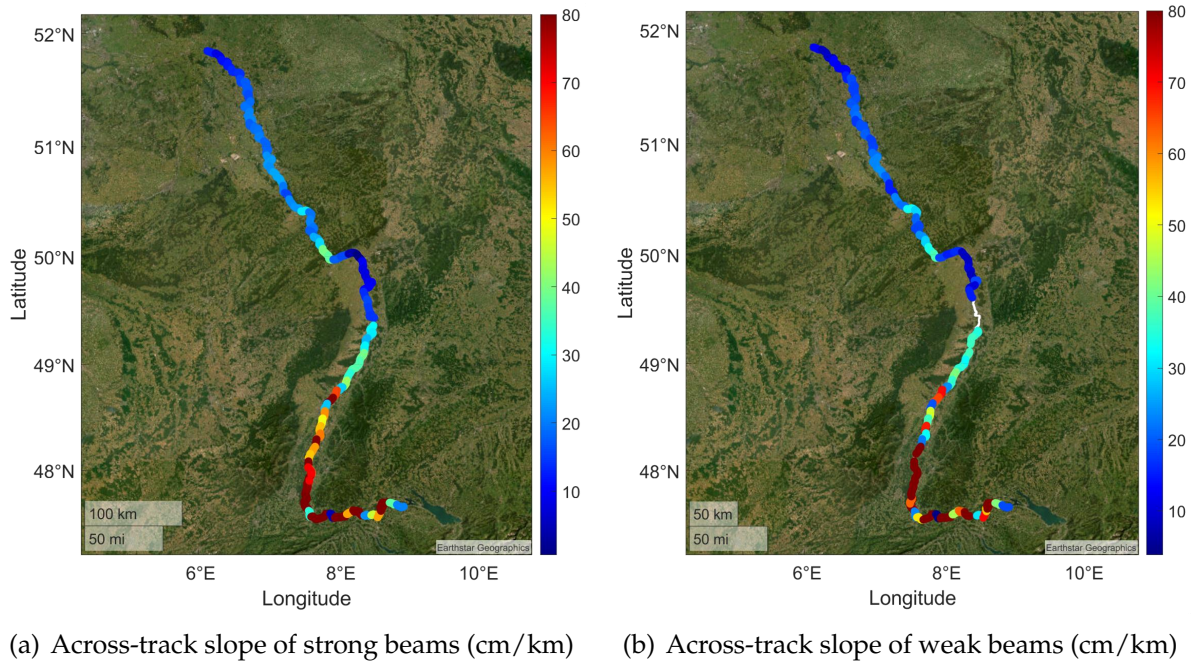 52°N
51°N
50°N
49°N
48°N
Latitude
6°E
8°E
10°E
Longitude
100 km
50 mi
Earthstar Geographics
80
70
60
50
40
30
20
10
(a) Across-track slope of strong beams (cm/km)
52°N
51°N
50°N
49°N
48°N
Latitude
6°E
8°E
10°E
Longitude
50 km
50 mi
Earthstar Geographics
80
70
60
50
40
30
20
10
(b) Across-track slope of weak beams (cm/km)